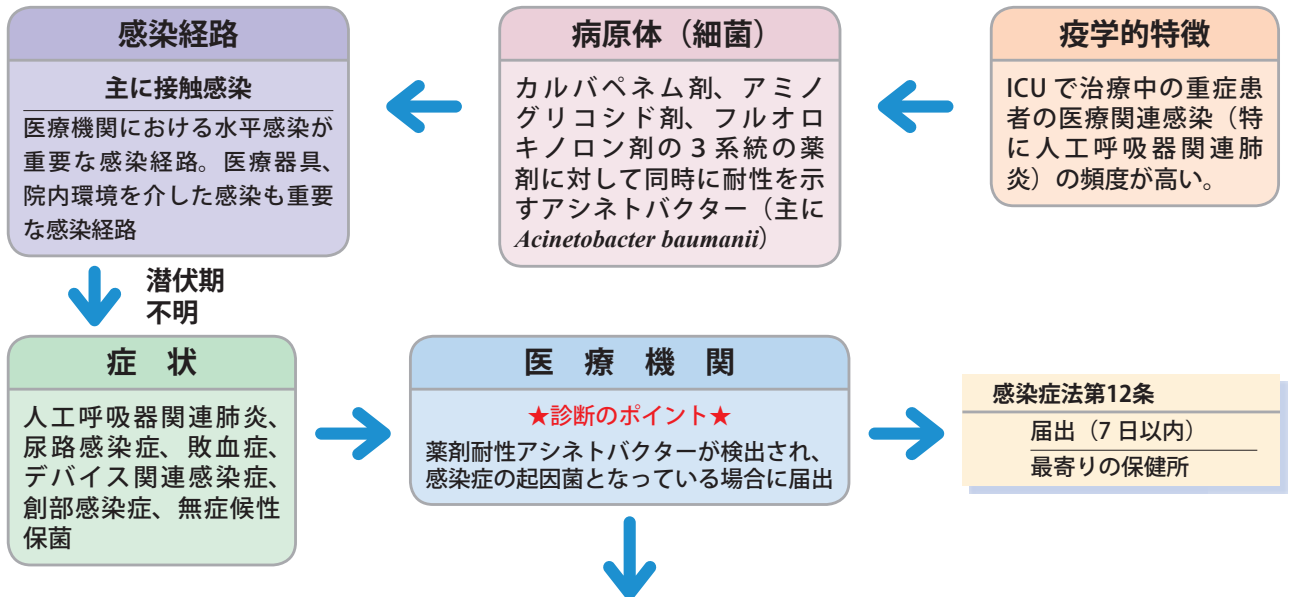 感染経路
主に接触感染
医療機関における水平感染が
重要な感染経路。医療器具、
院内環境を介した感染も重要
な感染経路
病原体（細菌）
カルバペネム剤、アミノ
グリコシド剤、フルオロ
キノロン剤の3系統の薬
剤に対して同時に耐性を示
すアシネトバクター（主に
Acinetobacter baumanii）
疫学的特徴
ICU で治療中の重症患
者の医療関連感染（特
に人工呼吸器関連肺
炎）の頻度が高い。
潜伏期
不明
症　状
人工呼吸器関連肺炎、
尿路感染症、敗血症、
デバイス関連感染症、
創部感染症、無症候性
保菌
医　療　機　関
★診断のポイント★
薬剤耐性アシネトバクターが検出され、
感染症の起因菌となっている場合に届出
感染症法第12条
届出（7 日以内）
最寄りの保健所